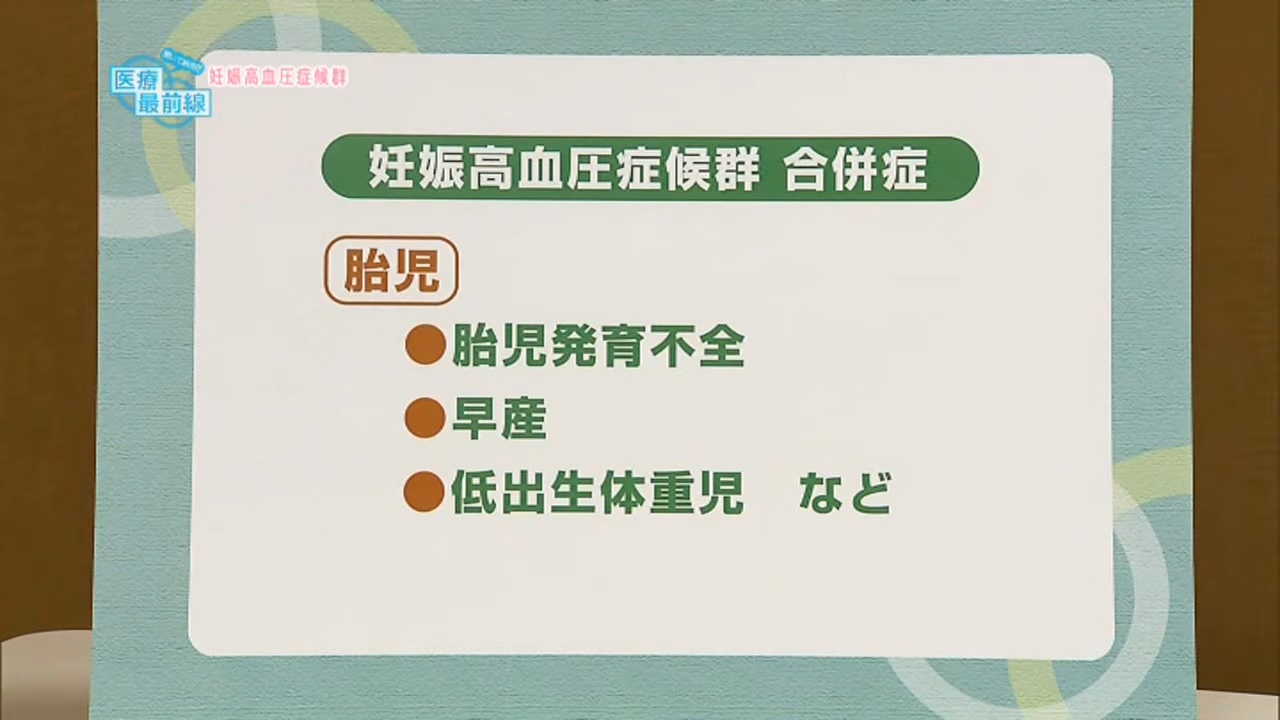 医療
最前線
妊娠高血圧症候群
妊娠高血圧症候群 合併症
胎児
●胎児発育不全
●早産
●低出生体重児 など